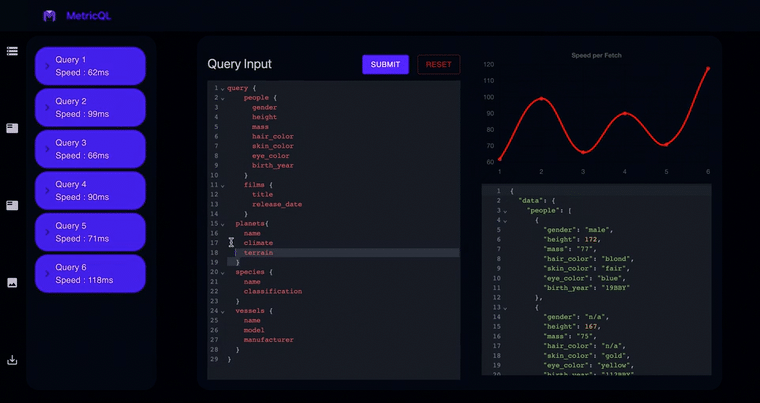 MetricQL
Query 1
Speed : 62ms
Query 2
Speed : 99ms
Query 3
Speed : 66ms
Query 4
Speed : 90ms
Query 5
Speed : 71ms
Query 6
Speed : 118ms
Query Input
SUBMIT
RESET
1 query {
2 people {
3 gender
4 height
5 mass
6 hair_color
7 skin_color
8 eye_color
9 birth_year
10 }
11 films {
12 title
13 release_date
14 }
15 planets{
16 name
17 climate
18 terrain
19 }
20 species {
21 name
22 classification
23 }
24 vessels {
25 name
26 model
27 manufacturer
28 }
29 }
Speed per Fetch
120
110
100
90
80
70
60
1 2 3 4 5 6
1 {
2 "data": {
3 "people": [
4 {
5 "gender": "male",
6 "height": 172,
7 "mass": "77",
8 "hair_color": "blond",
9 "skin_color": "fair",
10 "eye_color": "blue",
11 "birth_year": "19BBY"
12 },
13 {
14 "gender": "n/a",
15 "height": 167,
16 "mass": "75",
17 "hair_color": "n/a",
18 "skin_color": "gold",
19 "eye_color": "yellow",
20 "birth_year": "112BBY"